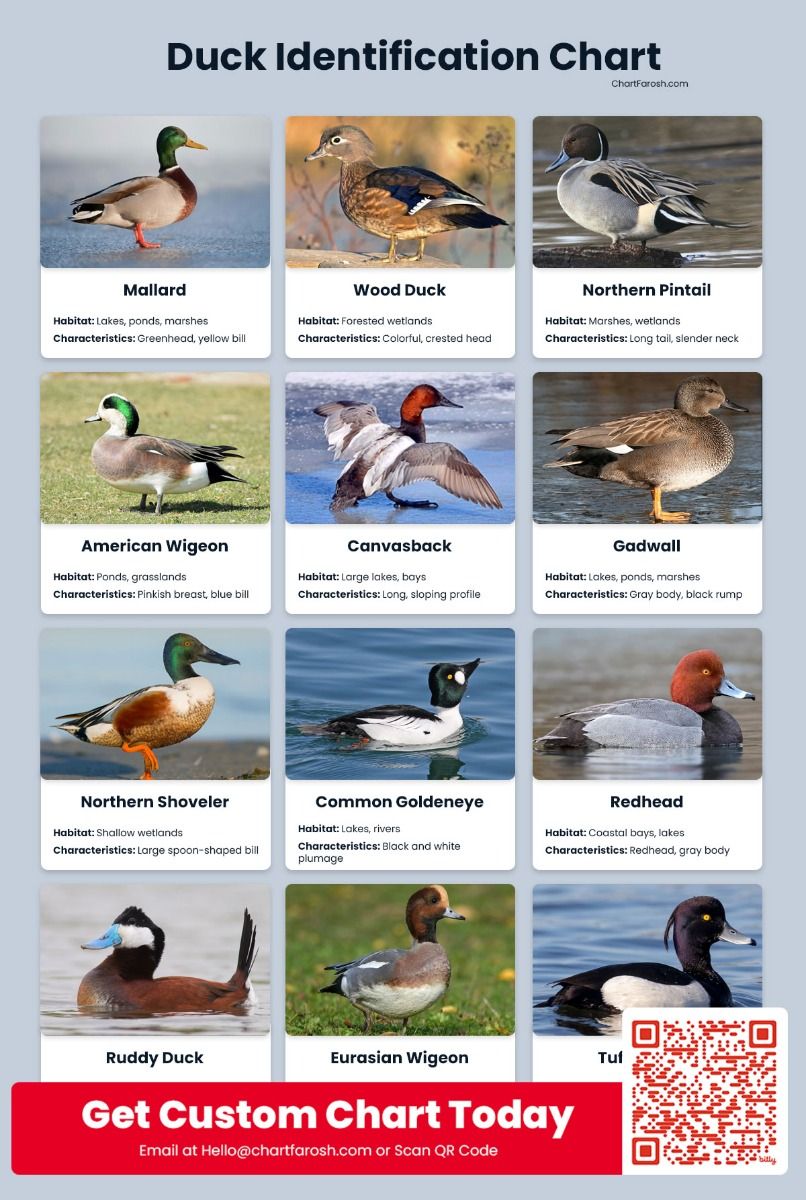 Duck Identification Chart
ChartFarosh.com
Mallard
Habitat: Lakes, ponds, marshes
Characteristics: Greenhead, yellow bill
Wood Duck
Habitat: Forested wetlands
Characteristics: Colorful, crested head
Northern Pintail
Habitat: Marshes, wetlands
Characteristics: Long tail, slender neck
American Wigeon
Habitat: Ponds, grasslands
Characteristics: Pinkish breast, blue bill
Canvasback
Habitat: Large lakes, bays
Characteristics: Long, sloping profile
Gadwall
Habitat: Lakes, ponds, marshes
Characteristics: Gray body, black rump
Northern Shoveler
Habitat: Shallow wetlands
Characteristics: Large spoon-shaped bill
Common Goldeneye
Habitat: Lakes, rivers
Characteristics: Black and white
plumage
Redhead
Habitat: Coastal bays, lakes
Characteristics: Redhead, gray body
Ruddy Duck
Eurasian Wigeon
Tuf
Get Custom Chart Today
Email at Hello@chartfarosh.com or Scan QR Code
bitly